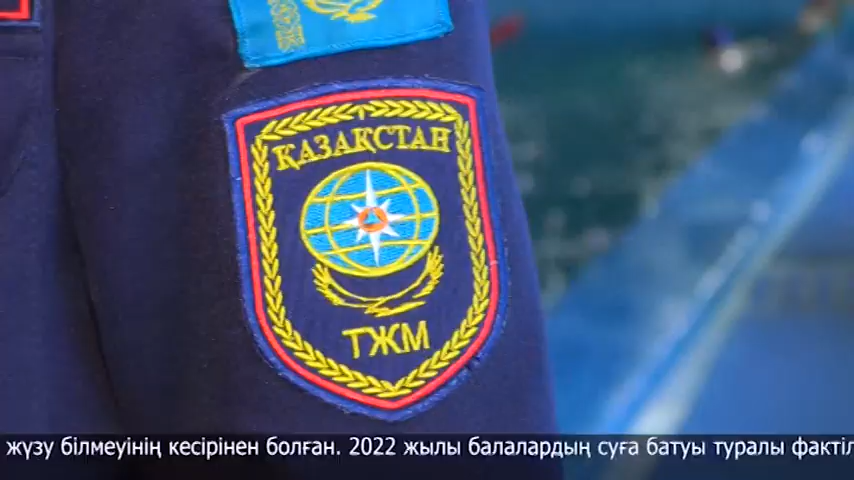 ҚАЗАҚСТАН
ТЖМ
жүзу білмеуінің кесірінен болған. 2022 жылы балалардың суға батуы туралы фактіл